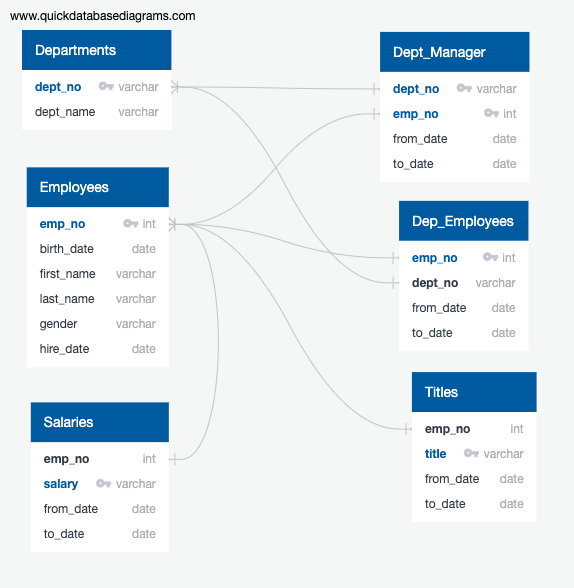 www.quickdatabasediagrams.com
Departments
dept_no varchar
dept_name varchar
Employees
emp_no int
birth_date date
first_name varchar
last_name varchar
gender varchar
hire_date date
Salaries
emp_no int
salary varchar
from_date date
to_date date
Dept_Manager
dept_no varchar
emp_no int
from_date date
to_date date
Dep_Employees
emp_no int
dept_no varchar
from_date date
to_date date
Titles
emp_no int
title varchar
from_date date
to_date date